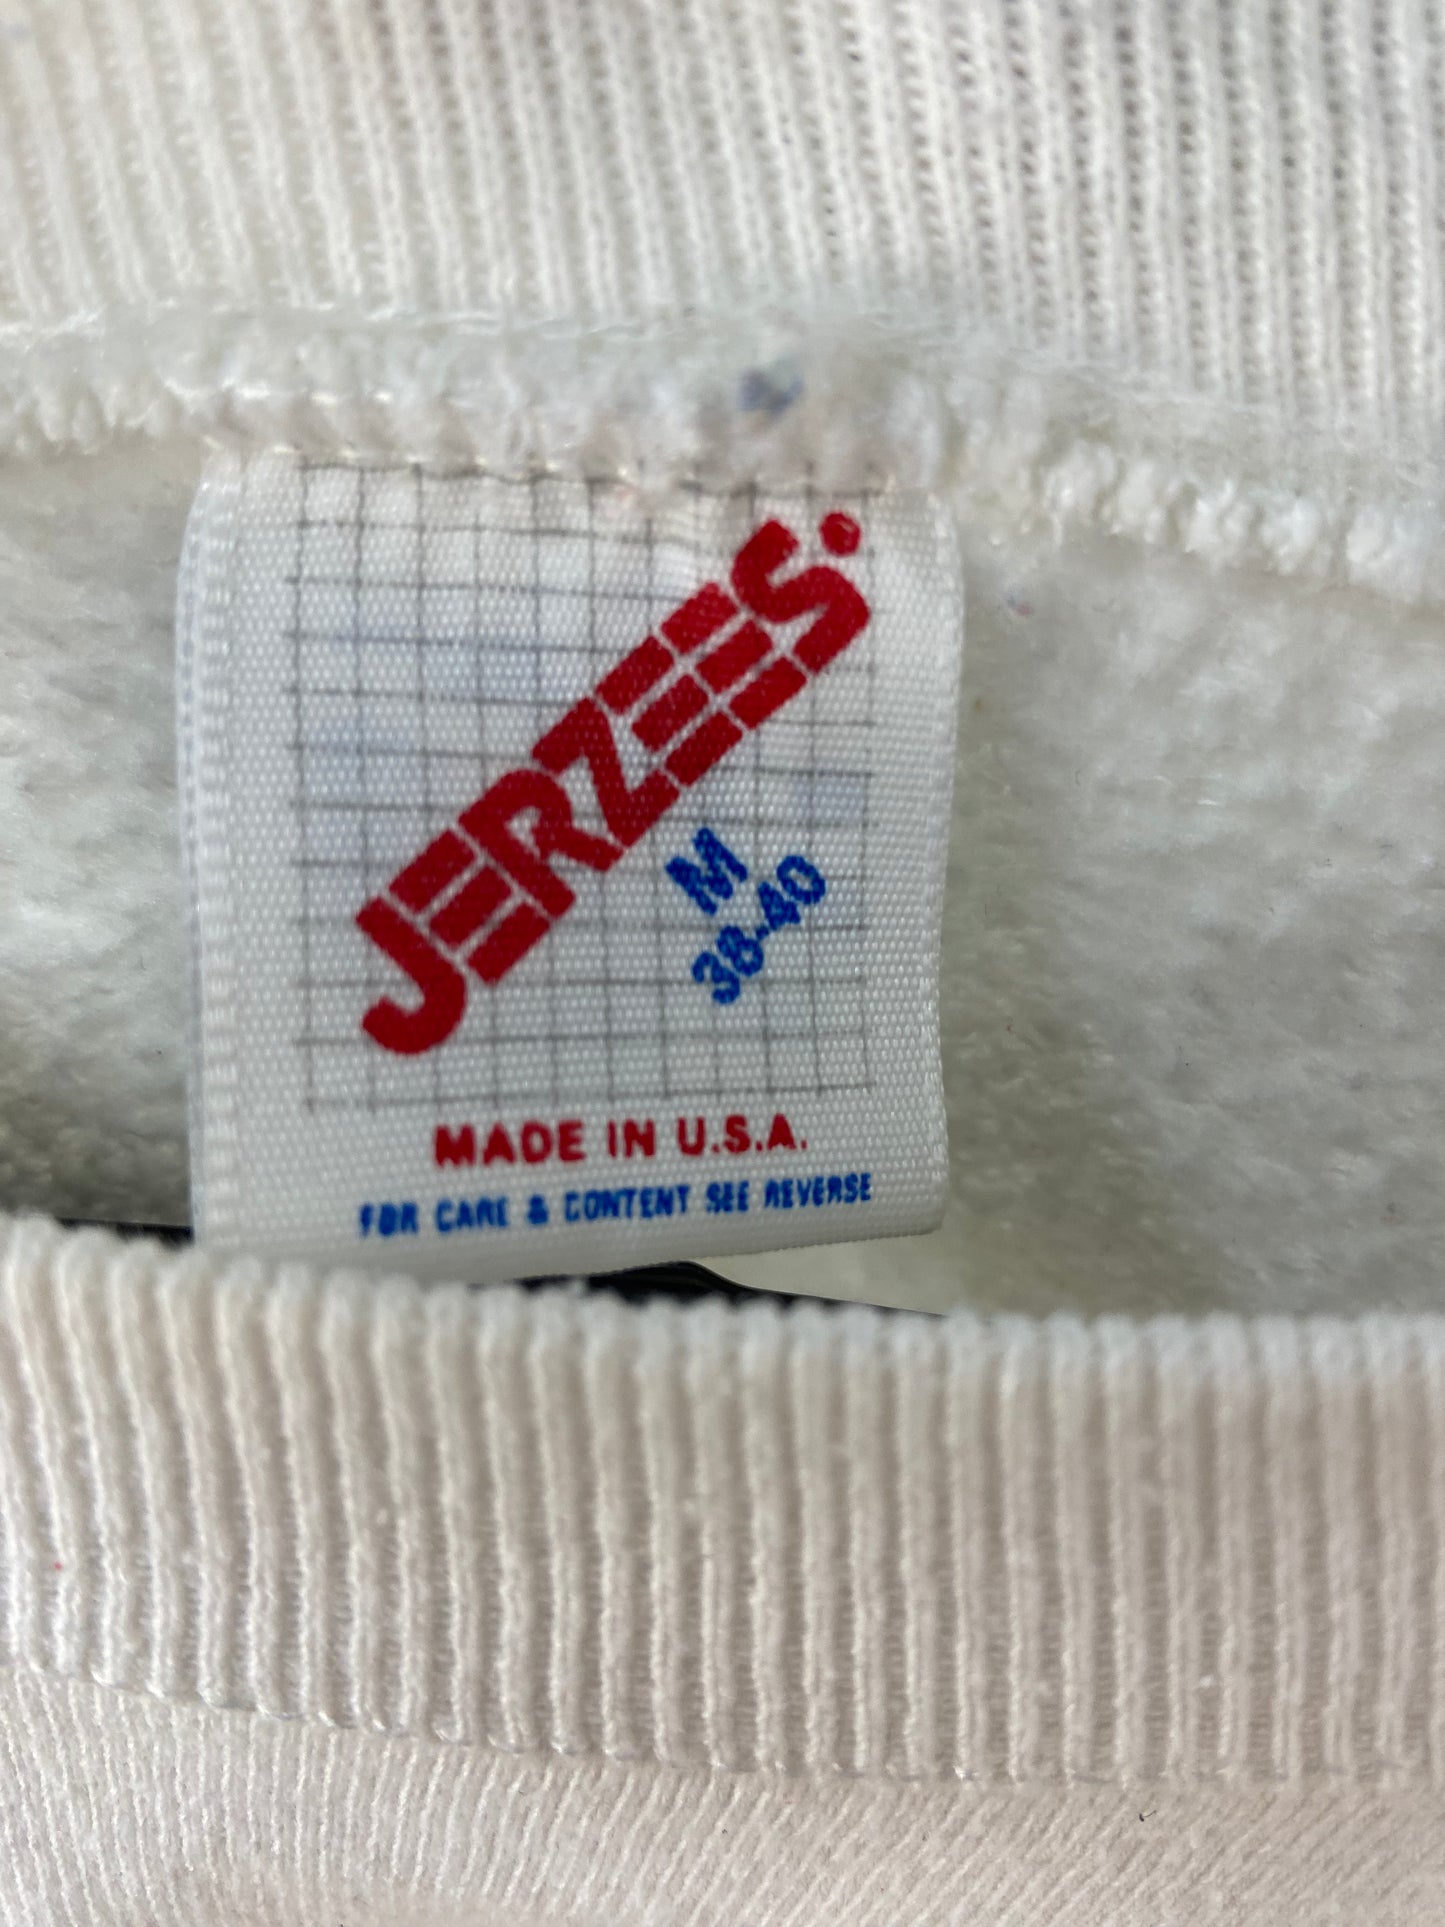 JERZEES.
M
38-40
MADE IN U.S.A.
FOR CARE & CONTENT SEE REVERSE